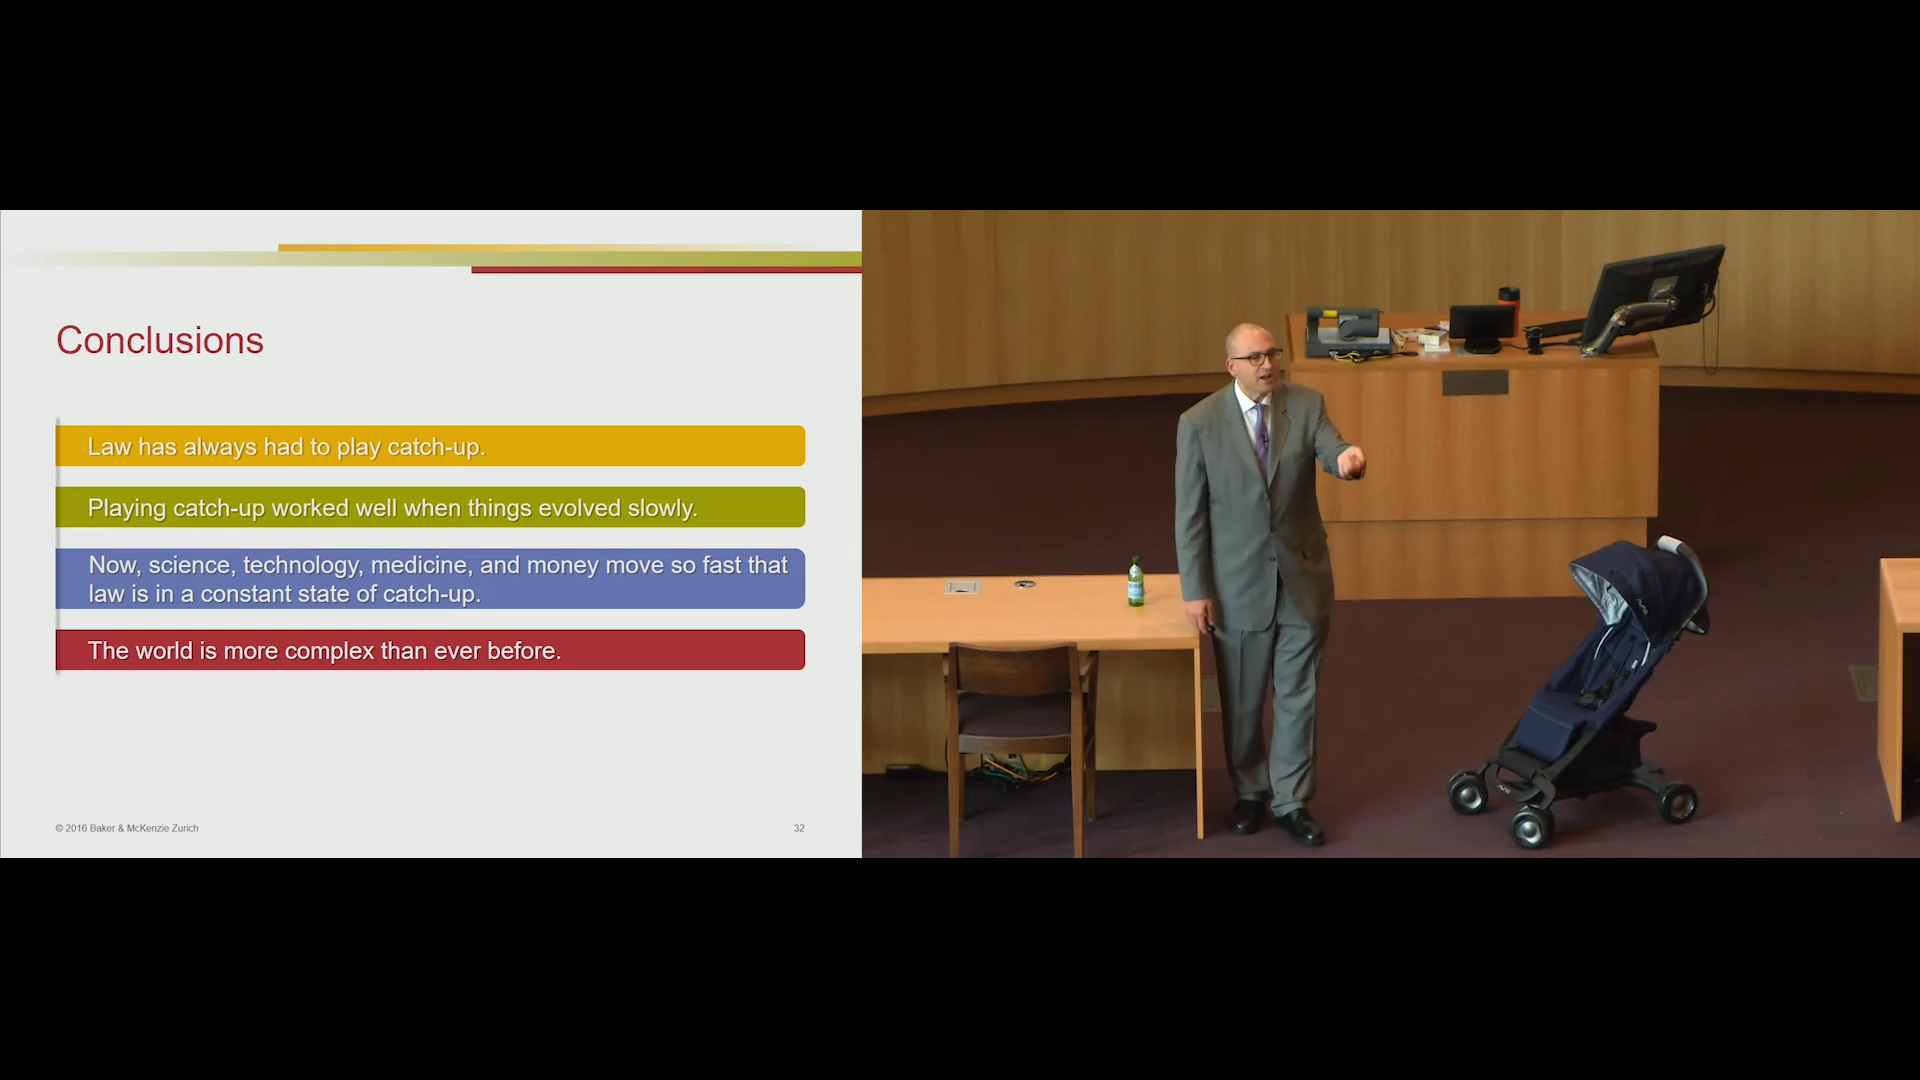 Conclusions
Law has always had to play catch-up.
Playing catch-up worked well when things evolved slowly.
Now, science, technology, medicine, and money move so fast that
law is in a constant state of catch-up.
The world is more complex than ever before.
© 2016 Baker & McKenzie Zurich
32